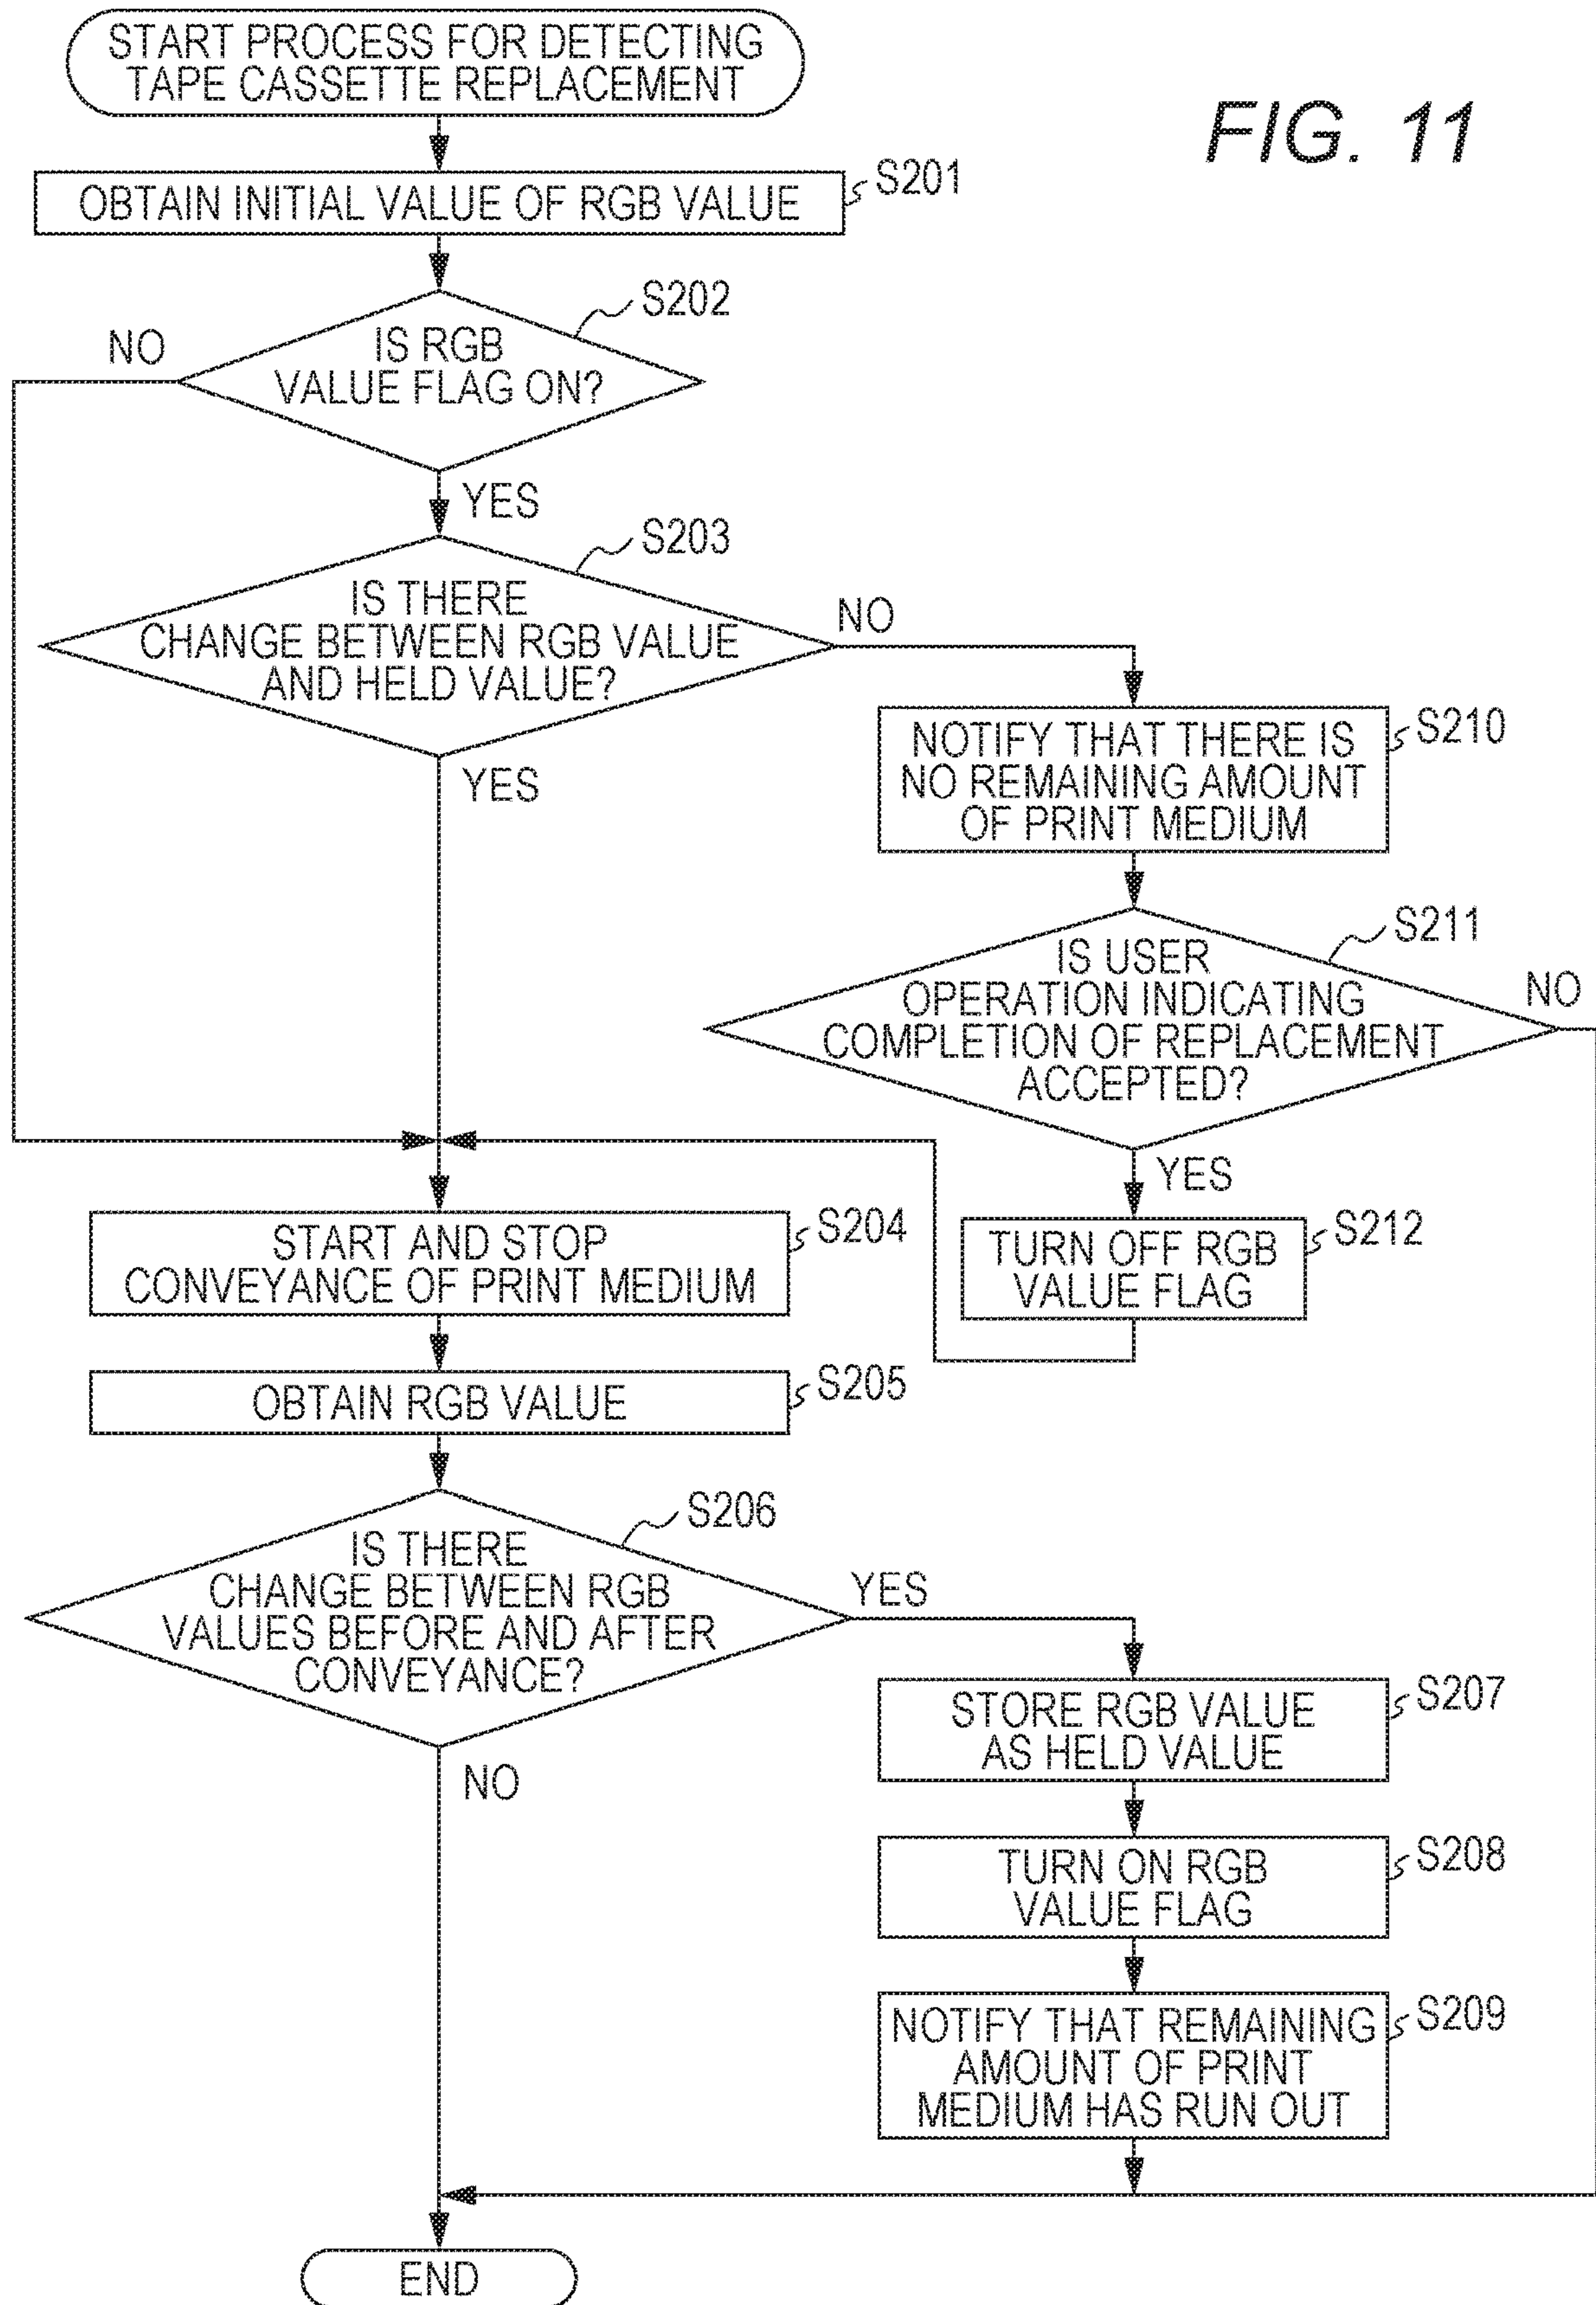 START PROCESS FOR DETECTING
TAPE CASSETTE REPLACEMENT
FIG. 11
OBTAIN INITIAL VALUE OF RGB VALUE
S201
S202
NO
IS RGB
VALUE FLAG ON?
YES
S203
IS THERE
CHANGE BETWEEN RGB VALUE
AND HELD VALUE?
NO
YES
NOTIFY THAT THERE IS
NO REMAINING AMOUNT
OF PRINT MEDIUM
S210
S211
IS USER
OPERATION INDICATING
COMPLETION OF REPLACEMENT
ACCEPTED?
NO
YES
START AND STOP
CONVEYANCE OF PRINT MEDIUM
S204
TURN OFF RGB
VALUE FLAG
S212
OBTAIN RGB VALUE
S205
S206
IS THERE
CHANGE BETWEEN RGB
VALUES BEFORE AND AFTER
CONVEYANCE?
YES
NO
STORE RGB VALUE
AS HELD VALUE
S207
TURN ON RGB
VALUE FLAG
S208
NOTIFY THAT REMAINING
AMOUNT OF PRINT
MEDIUM HAS RUN OUT
S209
END